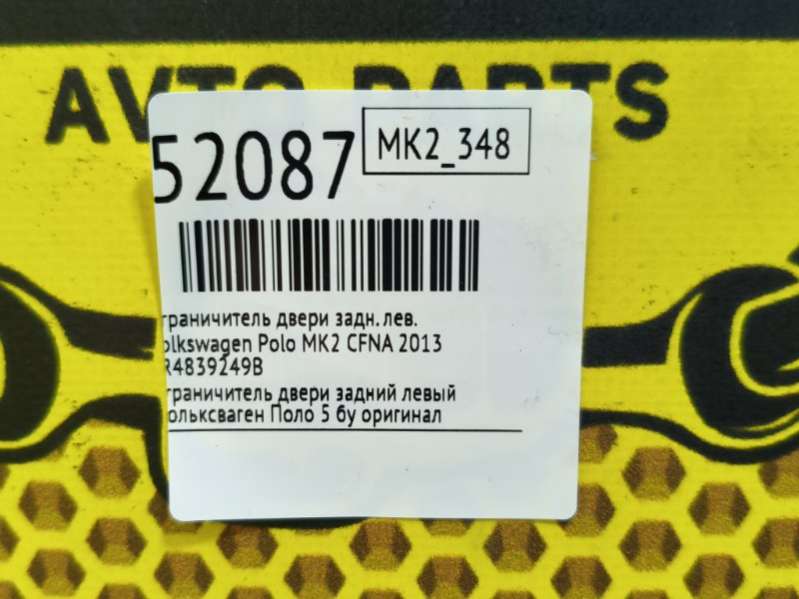 AVTO PARTS
52087
MK2_348
граничитель двери задн. лев.
olkswagen Polo MK2 CFNA 2013
R4839249B
граничитель двери задний левый
ольксваген Поло 5 бу оригинал